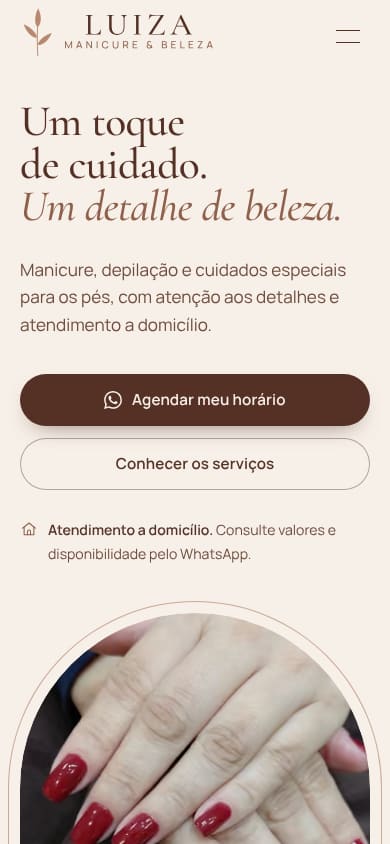 LUIZA
MANICURE & BELEZA
Um toque
de cuidado.
Um detalhe de beleza.
Manicure, depilação e cuidados especiais
para os pés, com atenção aos detalhes e
atendimento a domicílio.
Agendar meu horário
Conhecer os serviços
Atendimento a domicílio. Consulte valores e
disponibilidade pelo WhatsApp.